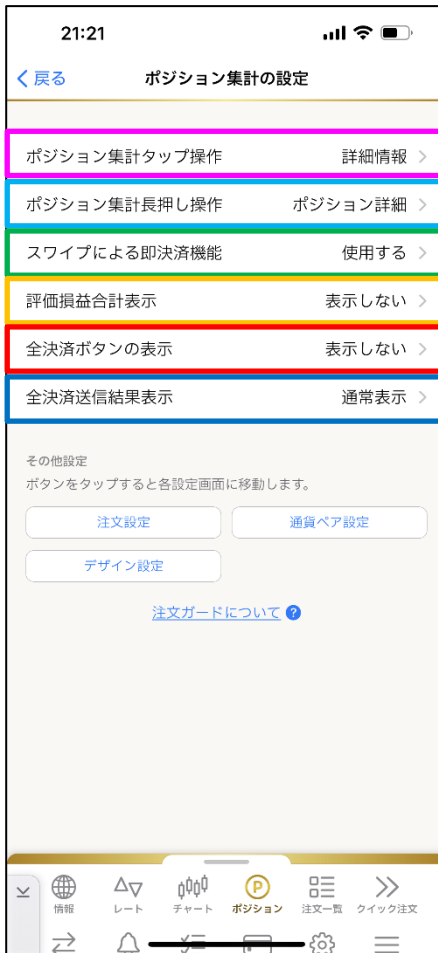 21:21
戻る
ポジション集計の設定
ポジション集計タップ操作 詳細情報
ポジション集計長押し操作 ポジション詳細
スワイプによる即決済機能 使用する
評価損益合計表示 表示しない
全決済ボタンの表示 表示しない
全決済送信結果表示 通常表示
その他設定
ボタンをタップすると各設定画面に移動します。
注文設定 通貨ペア設定
デザイン設定
注文ガードについて ?
P
情報 レート チャート ポジション 注文一覧 クイック注文